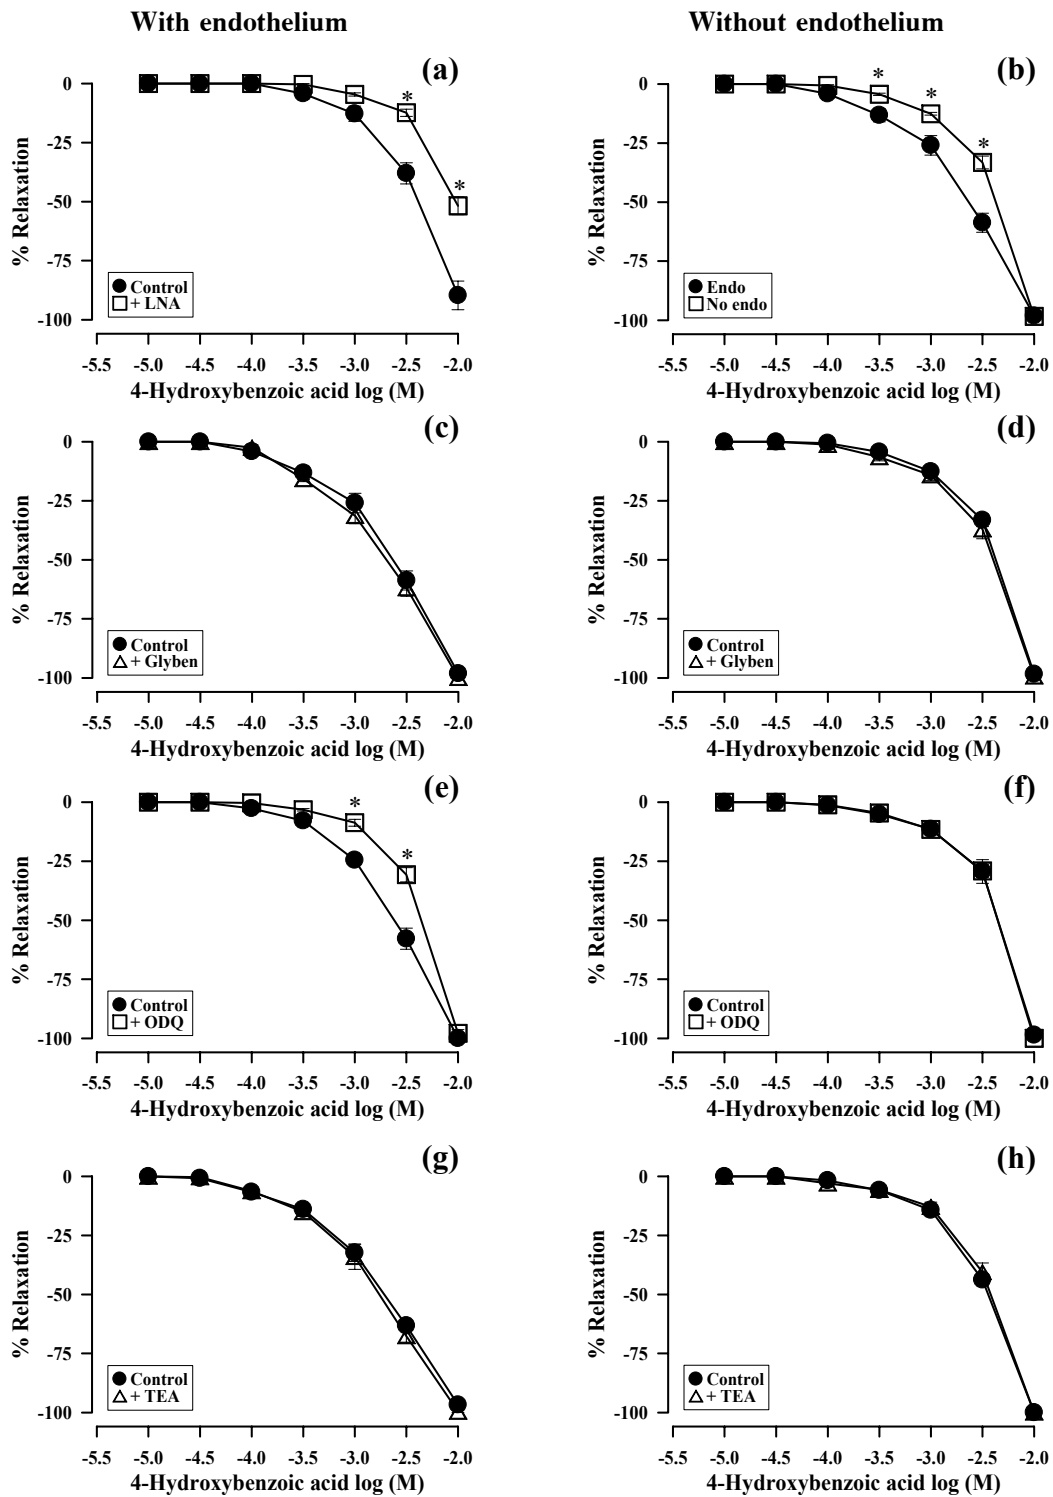 With endothelium
Without endothelium
(a)
0
-25
-50
-75
-100
% Relaxation
Control
+ LNA
*
*
-5.5 -5.0 -4.5 -4.0 -3.5 -3.0 -2.5 -2.0
4-Hydroxybenzoic acid log (M)
(b)
0
-25
-50
-75
-100
% Relaxation
Endo
No endo
*
*
*
-5.5 -5.0 -4.5 -4.0 -3.5 -3.0 -2.5 -2.0
4-Hydroxybenzoic acid log (M)
(c)
0
-25
-50
-75
-100
% Relaxation
Control
+ Glyben
-5.5 -5.0 -4.5 -4.0 -3.5 -3.0 -2.5 -2.0
4-Hydroxybenzoic acid log (M)
(d)
0
-25
-50
-75
-100
% Relaxation
Control
+ Glyben
-5.5 -5.0 -4.5 -4.0 -3.5 -3.0 -2.5 -2.0
4-Hydroxybenzoic acid log (M)
(e)
0
-25
-50
-75
-100
% Relaxation
Control
+ ODQ
*
*
-5.5 -5.0 -4.5 -4.0 -3.5 -3.0 -2.5 -2.0
4-Hydroxybenzoic acid log (M)
(f)
0
-25
-50
-75
-100
% Relaxation
Control
+ ODQ
-5.5 -5.0 -4.5 -4.0 -3.5 -3.0 -2.5 -2.0
4-Hydroxybenzoic acid log (M)
(g)
0
-25
-50
-75
-100
% Relaxation
Control
+ TEA
-5.5 -5.0 -4.5 -4.0 -3.5 -3.0 -2.5 -2.0
4-Hydroxybenzoic acid log (M)
(h)
0
-25
-50
-75
-100
% Relaxation
Control
+ TEA
-5.5 -5.0 -4.5 -4.0 -3.5 -3.0 -2.5 -2.0
4-Hydroxybenzoic acid log (M)